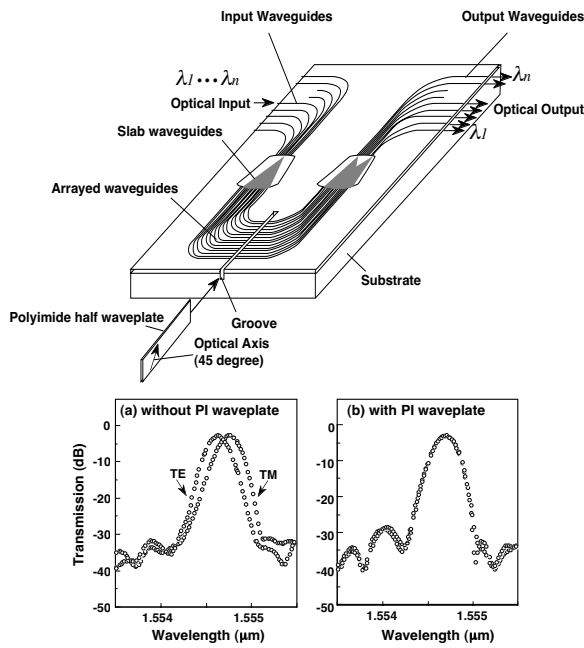 Input Waveguides
Output Waveguides
λ1 ••• λn
λn
Optical Input
Optical Output
Slab waveguides
λ1
Arrayed waveguides
Substrate
Groove
Polyimide half waveplate
Optical Axis
(45 degree)
(a) without PI waveplate
(b) with PI waveplate
0
0
-10
-10
TE
TM
-20
-20
-30
-30
-40
-40
-50
-50
Transmission (dB)
1.554
1.555
1.554
1.555
Wavelength (μm)
Wavelength (μm)